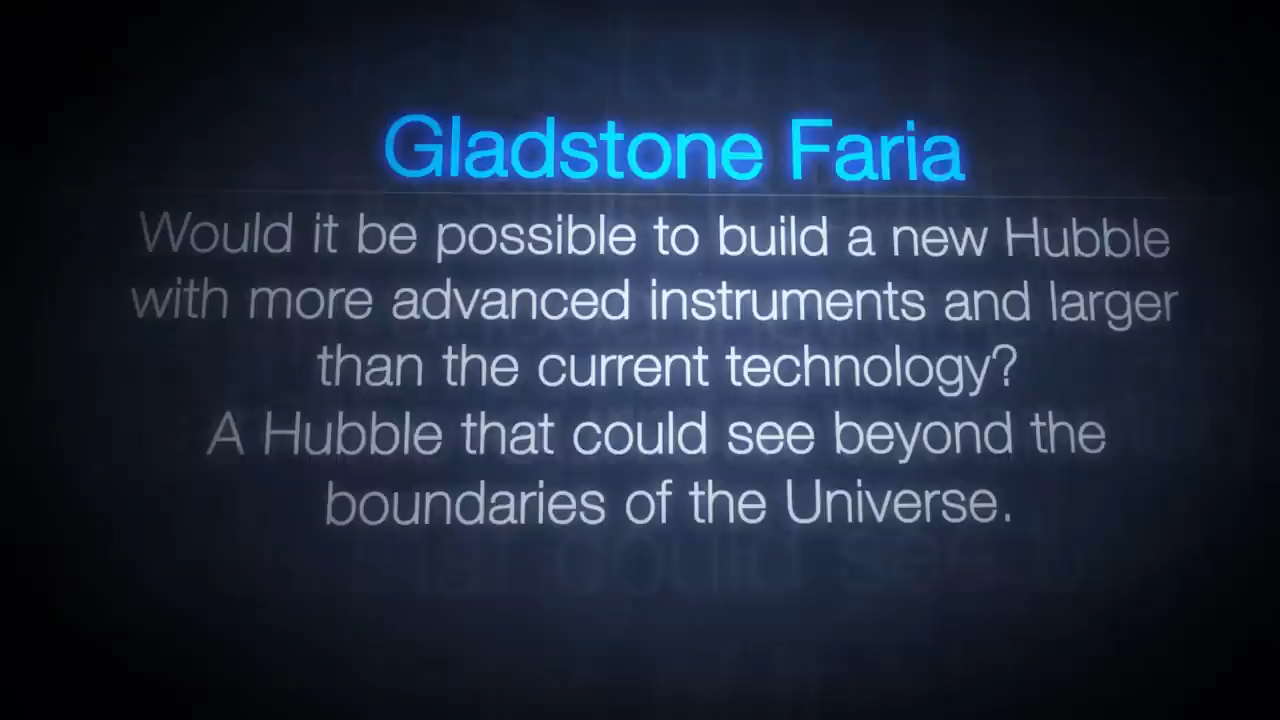 Gladstone Faria
Would it be possible to build a new Hubble
with more advanced instruments and larger
than the current technology?
A Hubble that could see beyond the
boundaries of the Universe.